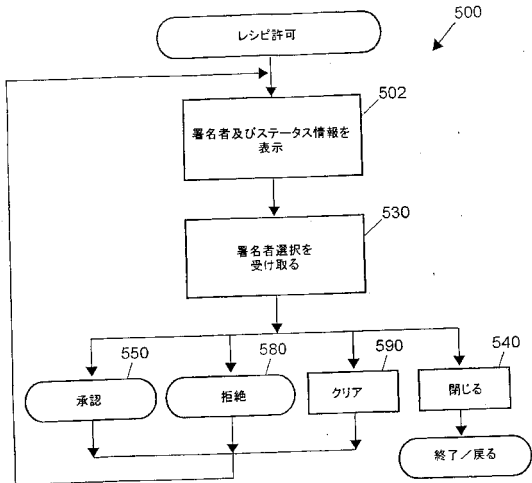 レシピ許可
500
502
署名者及びステータス情報を
表示
530
署名者選択を
受け取る
550
580
590
540
承認
拒絶
クリア
閉じる
終了／戻る